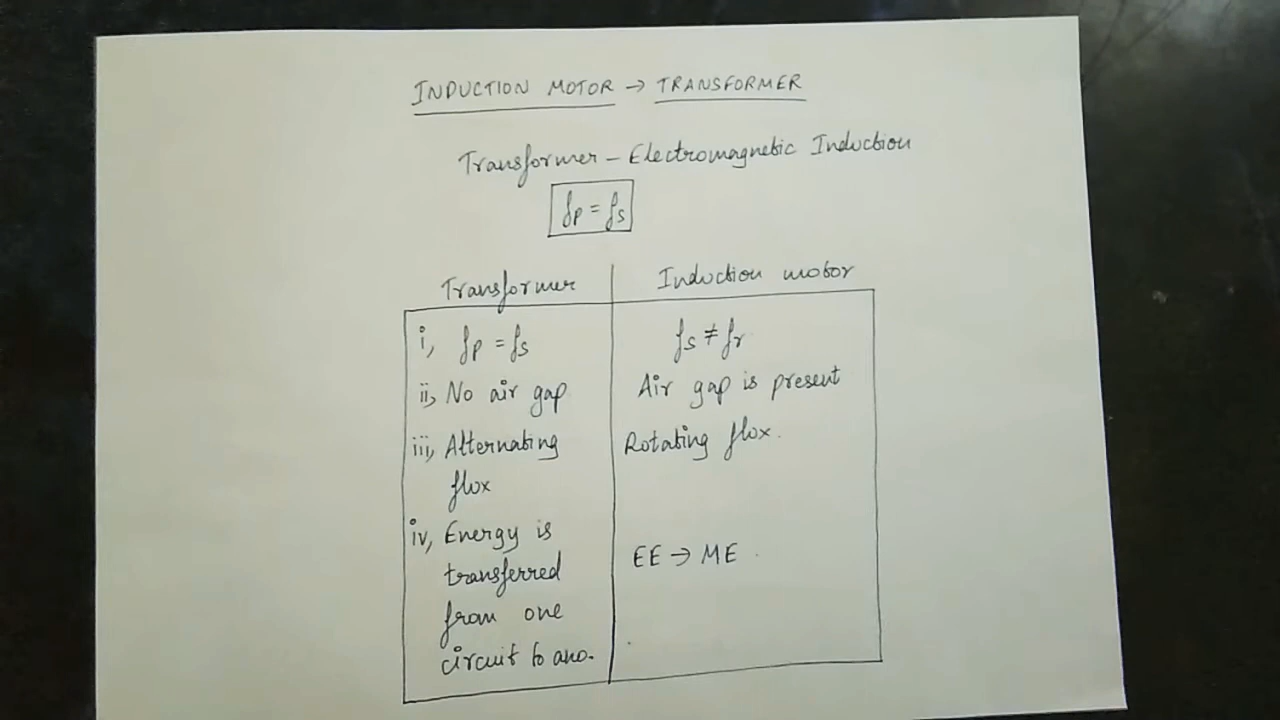 INDUCTION MOTOR → TRANSFORMER
Transformer - Electromagnetic Induction
fp = fs
Transformer
Induction motor
i, fp = fs
fs ≠ fr
ii, No air gap
Air gap is present
iii, Alternating
flux
Rotating flux.
iv, Energy is
transferred
from one
circuit to ano.
EE → ME